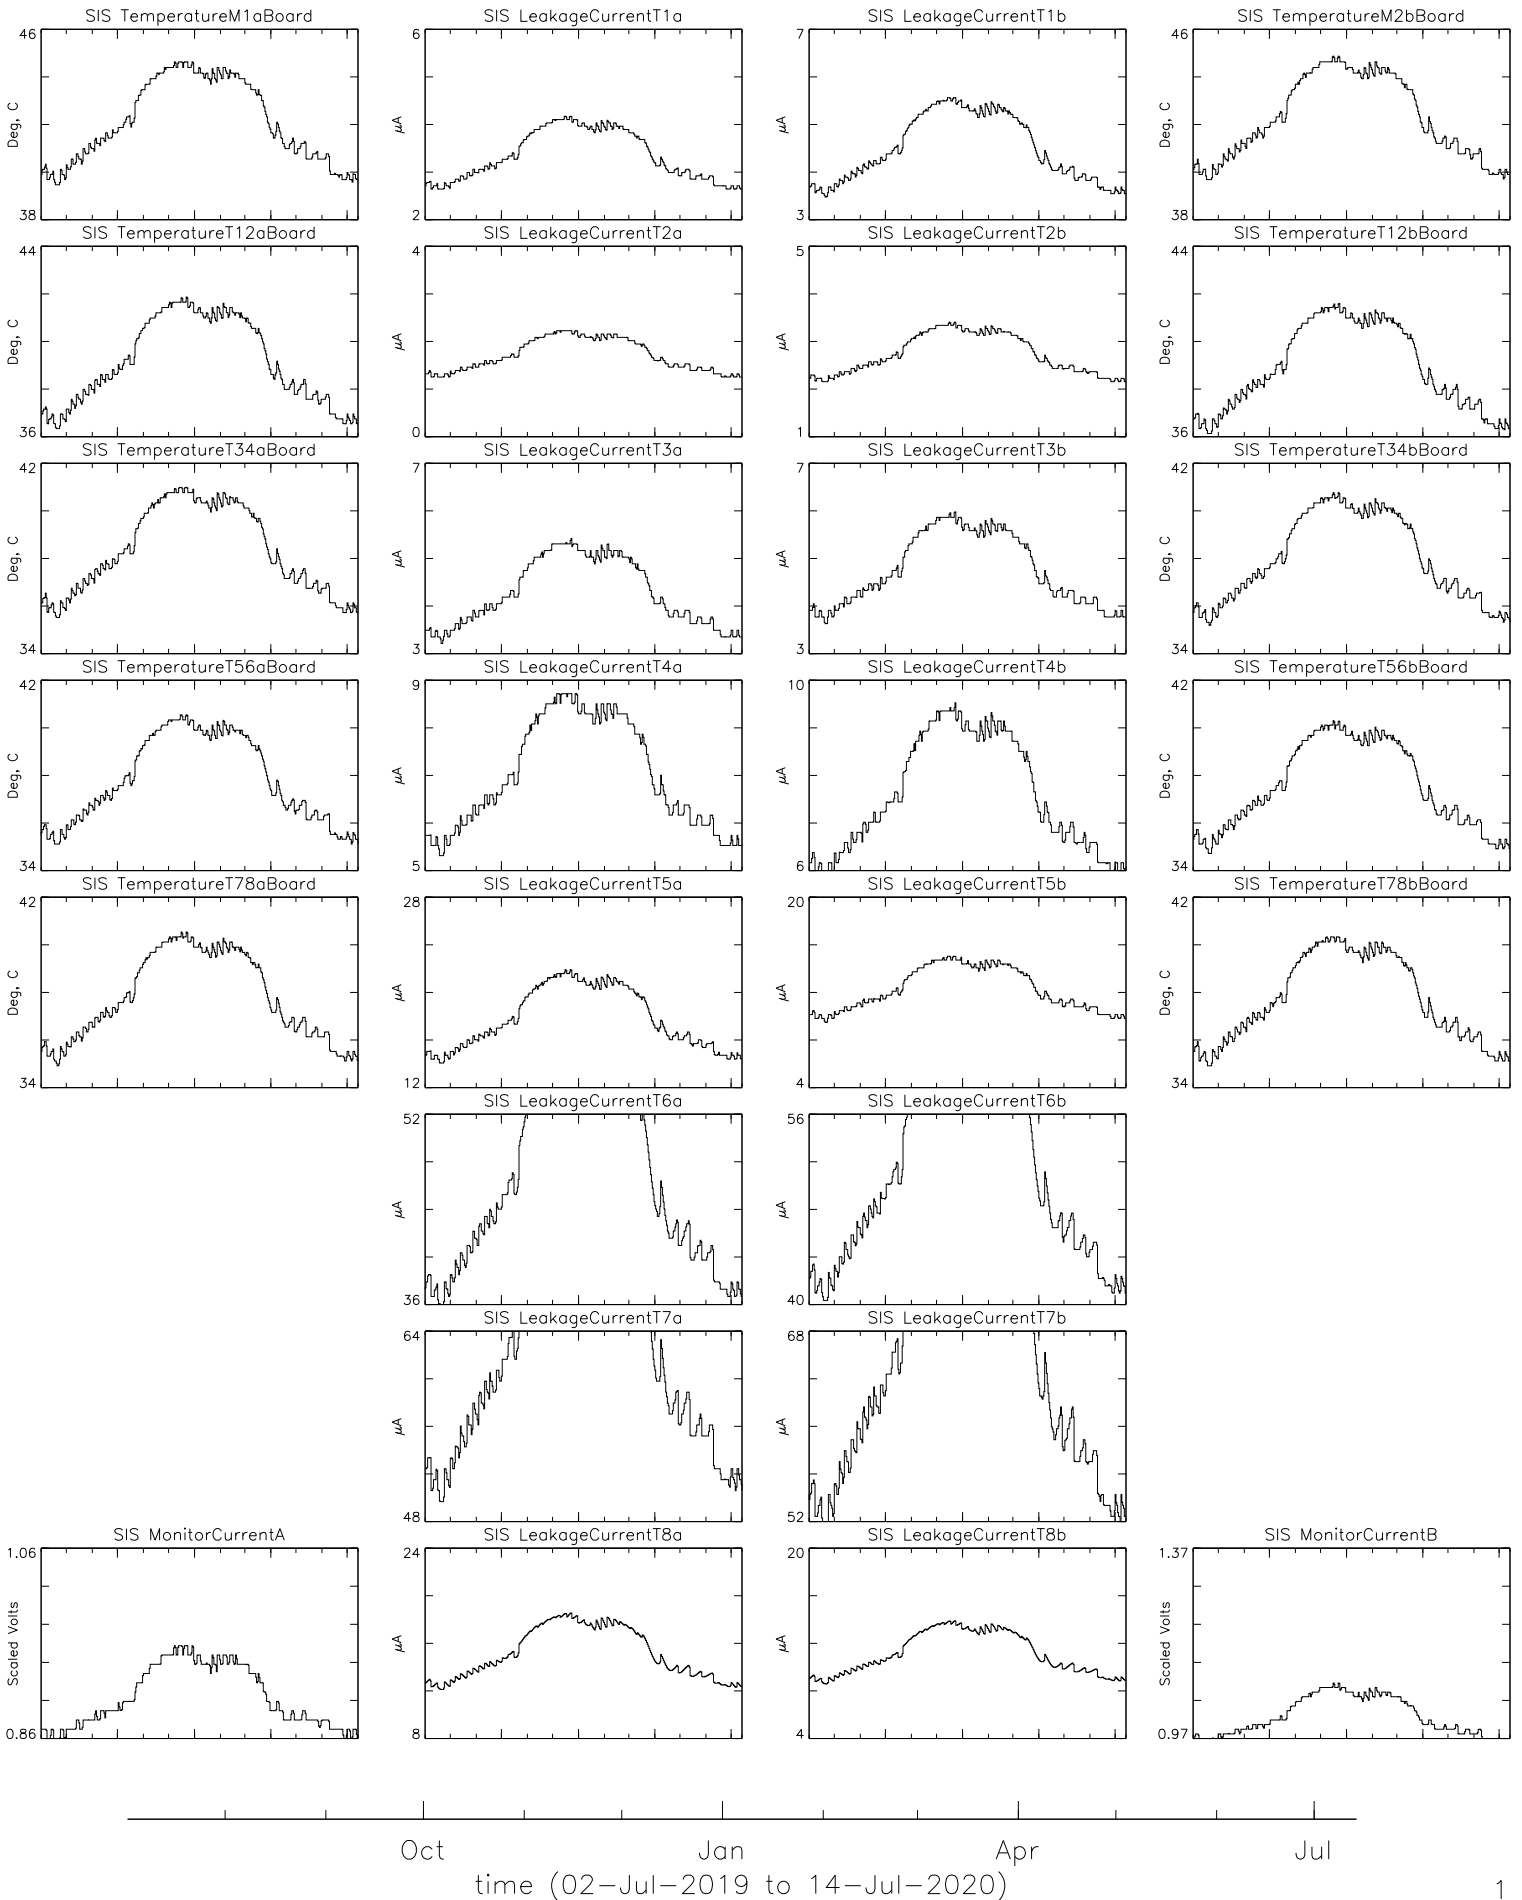 SIS TemperatureM1aBoard
SIS LeakageCurrentT1a
SIS LeakageCurrentT1b
SIS TemperatureM2bBoard
46
6
7
46
Deg, C
μA
μA
Deg, C
38
2
3
38
SIS TemperatureT12aBoard
SIS LeakageCurrentT2a
SIS LeakageCurrentT2b
SIS TemperatureT12bBoard
44
4
5
44
Deg, C
μA
μA
Deg, C
36
0
1
36
SIS TemperatureT34aBoard
SIS LeakageCurrentT3a
SIS LeakageCurrentT3b
SIS TemperatureT34bBoard
42
7
7
42
Deg, C
μA
μA
Deg, C
34
3
3
34
SIS TemperatureT56aBoard
SIS LeakageCurrentT4a
SIS LeakageCurrentT4b
SIS TemperatureT56bBoard
42
9
10
42
Deg, C
μA
μA
Deg, C
34
5
6
34
SIS TemperatureT78aBoard
SIS LeakageCurrentT5a
SIS LeakageCurrentT5b
SIS TemperatureT78bBoard
42
28
20
42
Deg, C
μA
μA
Deg, C
34
12
4
34
SIS LeakageCurrentT6a
SIS LeakageCurrentT6b
52
56
μA
μA
36
40
SIS LeakageCurrentT7a
SIS LeakageCurrentT7b
64
68
μA
μA
48
52
SIS MonitorCurrentA
SIS LeakageCurrentT8a
SIS LeakageCurrentT8b
SIS MonitorCurrentB
1.06
24
20
1.37
Scaled Volts
μA
μA
Scaled Volts
0.86
8
4
0.97
Oct
Jan
Apr
Jul
time (02-Jul-2019 to 14-Jul-2020)
1